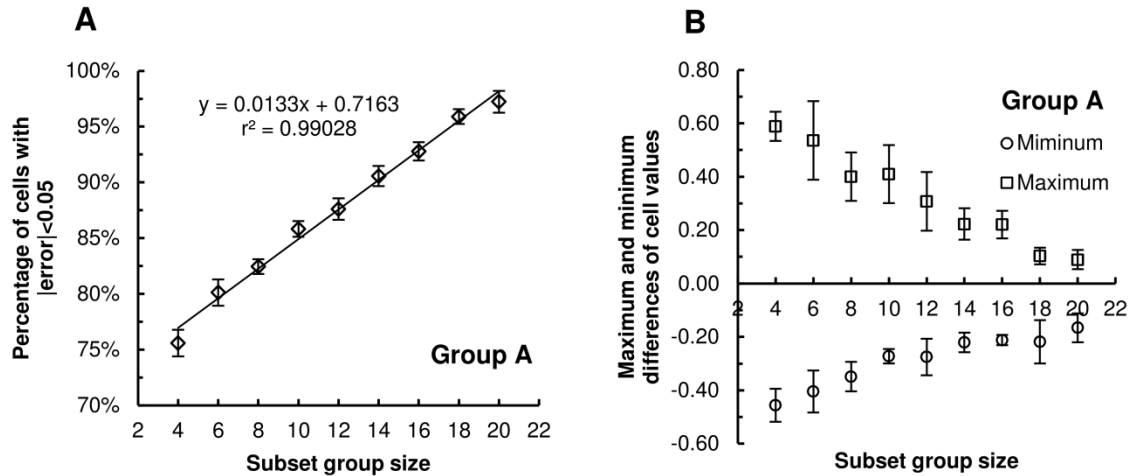 A
100%
95%
90%
85%
80%
75%
70%
y = 0.0133x + 0.7163
r² = 0.99028
Group A
2 4 6 8 10 12 14 16 18 20 22
Subset group size
Percentage of cells with
|error|<0.05
B
0.80
0.60
0.40
0.20
0.00
-0.20
-0.40
-0.60
Group A
Miminum
Maximum
2 4 6 8 10 12 14 16 18 20 22
Subset group size
Maximum and minimum
differences of cell values